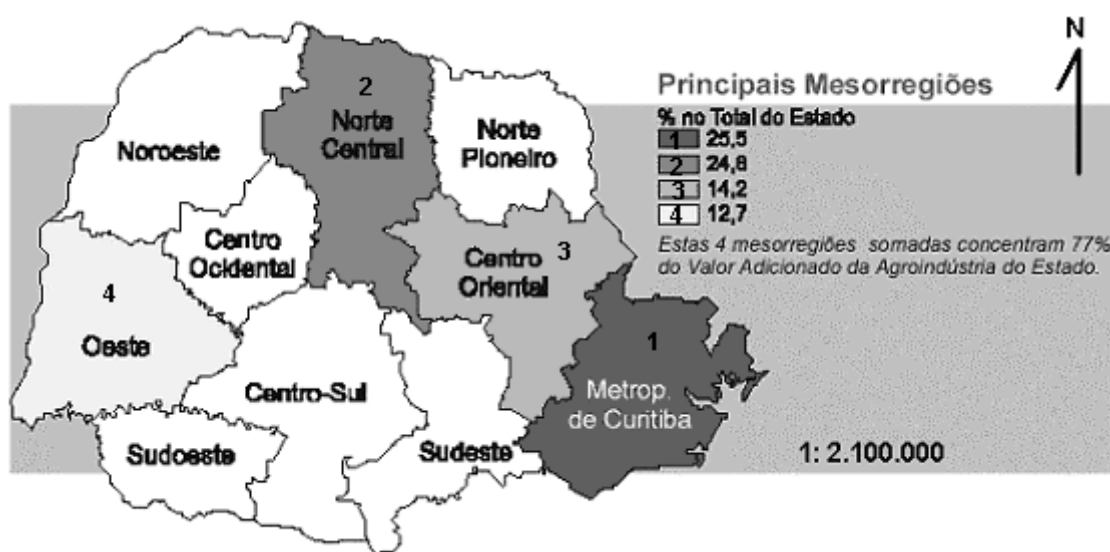 N
Principais Mesorregiões
% no Total do Estado
1 25,5
2 24,8
3 14,2
4 12,7
Estas 4 mesorregiões somadas concentram 77%
do Valor Adicionado da Agroindústria do Estado.
2
Norte
Central
Noroeste
Norte
Pioneiro
Centro
Ocidental
3
Centro
Oriental
4
Oeste
1
Metrop.
de Curitiba
Centro-Sul
Sudoeste
Sudeste
1: 2.100.000